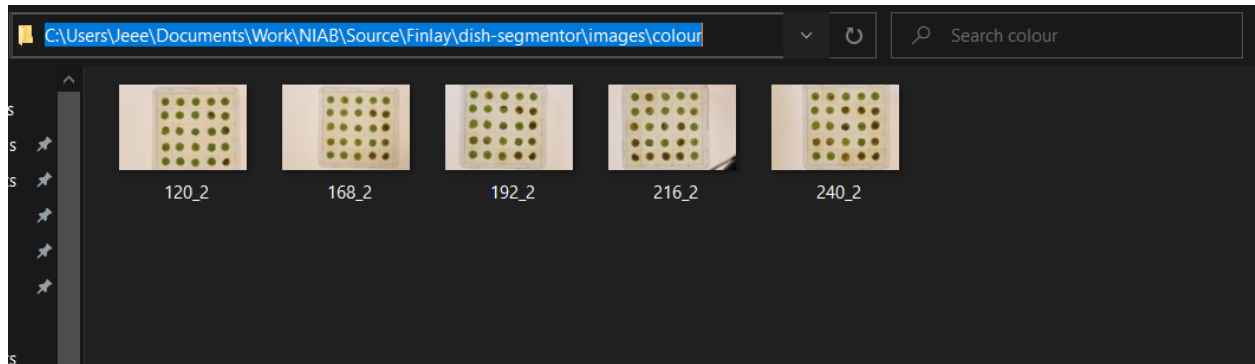 C:\Users\Jeee\Documents\Work\NIAB\Source\Finlay\dish-segmentor\images\colour
Search colour
120_2
168_2
192_2
216_2
240_2